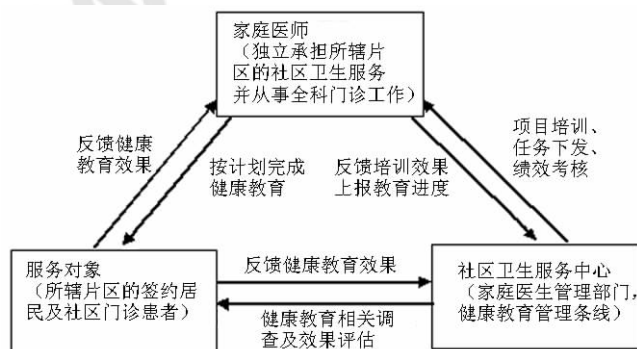 家庭医师
(独立承担所辖片
区的社区卫生服务
并从事全科门诊工作)
反馈健康
教育效果
按计划完成
健康教育
反馈培训效果
上报教育进度
项目培训、
任务下发、
绩效考核
服务对象
(所辖片区的签约居
民及社区门诊患者)
反馈健康教育效果
健康教育相关调
查及效果评估
社区卫生服务中心
(家庭医生管理部门,
健康教育管理条线)